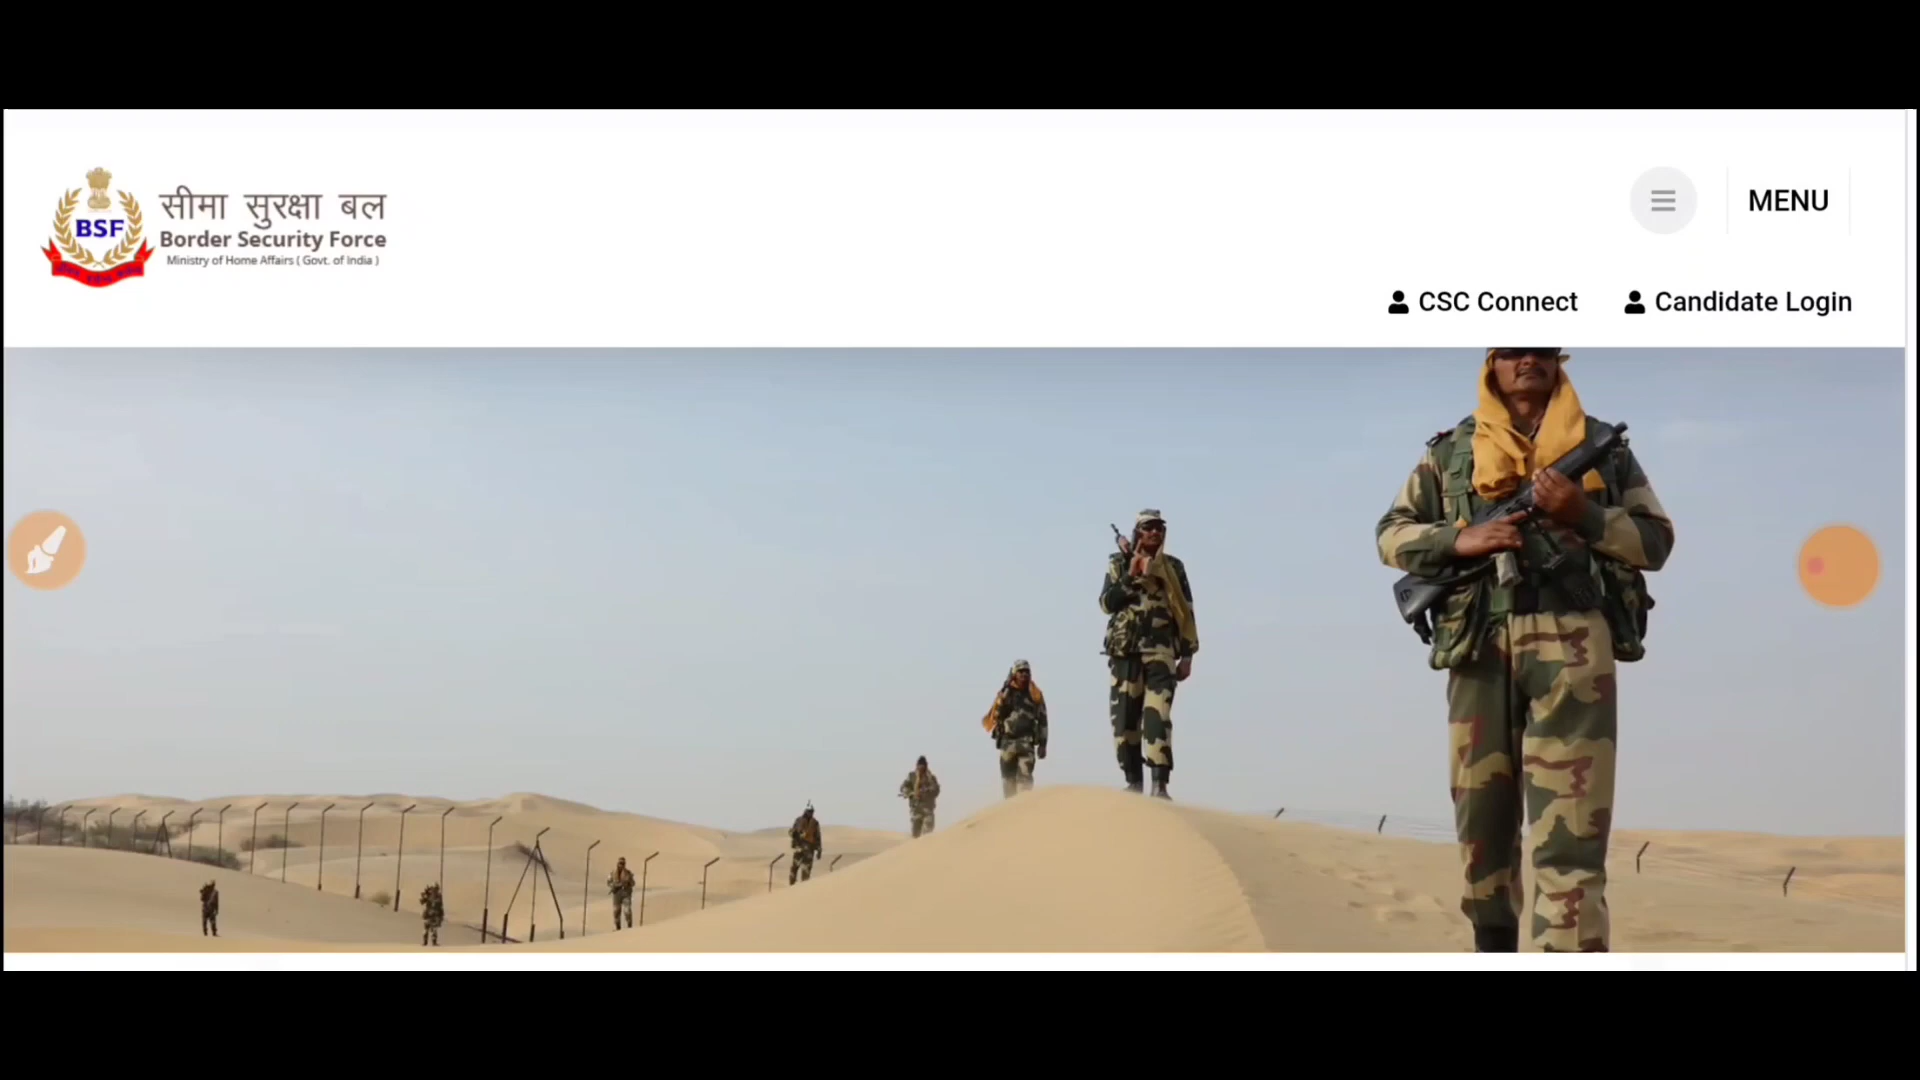 सीमा सुरक्षा बल
BSF
Border Security Force
Ministry of Home Affairs ( Govt. of India )
MENU
CSC Connect
Candidate Login